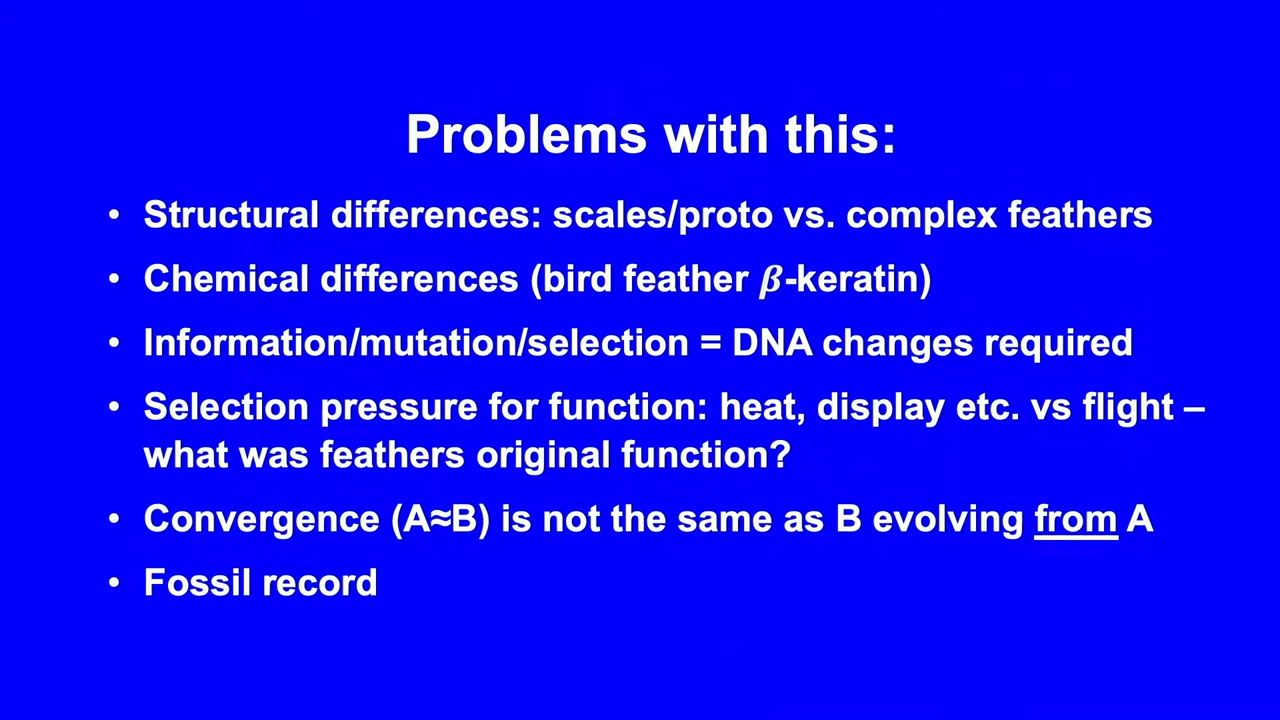 Problems with this:
• Structural differences: scales/proto vs. complex feathers
• Chemical differences (bird feather β-keratin)
• Information/mutation/selection = DNA changes required
• Selection pressure for function: heat, display etc. vs flight –
what was feathers original function?
• Convergence (A≈B) is not the same as B evolving from A
• Fossil record